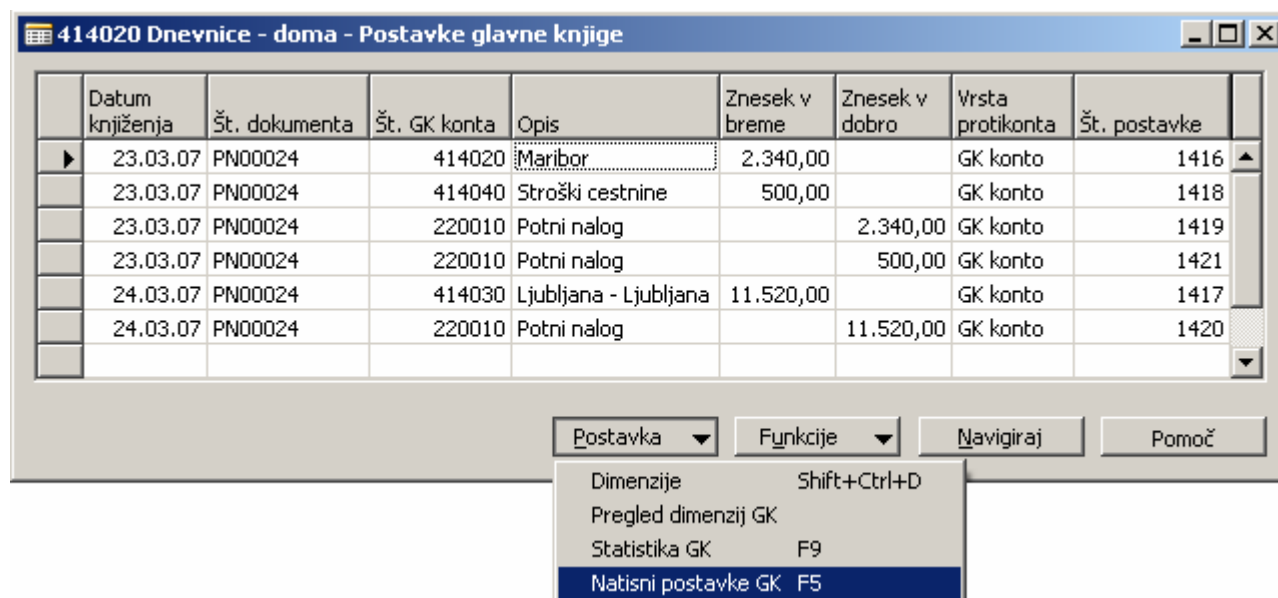 414020 Dnevnice - doma - Postavke glavne knjige
Datum knjiženja Št. dokumenta Št. GK konta Opis Znesek v breme Znesek v dobro Vrsta protikonta Št. postavke
23.03.07 PN00024 414020 Maribor 2.340,00 GK konto 1416
23.03.07 PN00024 414040 Stroški cestnine 500,00 GK konto 1418
23.03.07 PN00024 220010 Potni nalog 2.340,00 GK konto 1419
23.03.07 PN00024 220010 Potni nalog 500,00 GK konto 1421
24.03.07 PN00024 414030 Ljubljana - Ljubljana 11.520,00 GK konto 1417
24.03.07 PN00024 220010 Potni nalog 11.520,00 GK konto 1420
Postavka Funkcije Navigiraj Pomoč
Dimenzije Shift+Ctrl+D
Pregled dimenzij GK
Statistika GK F9
Natisni postavke GK F5